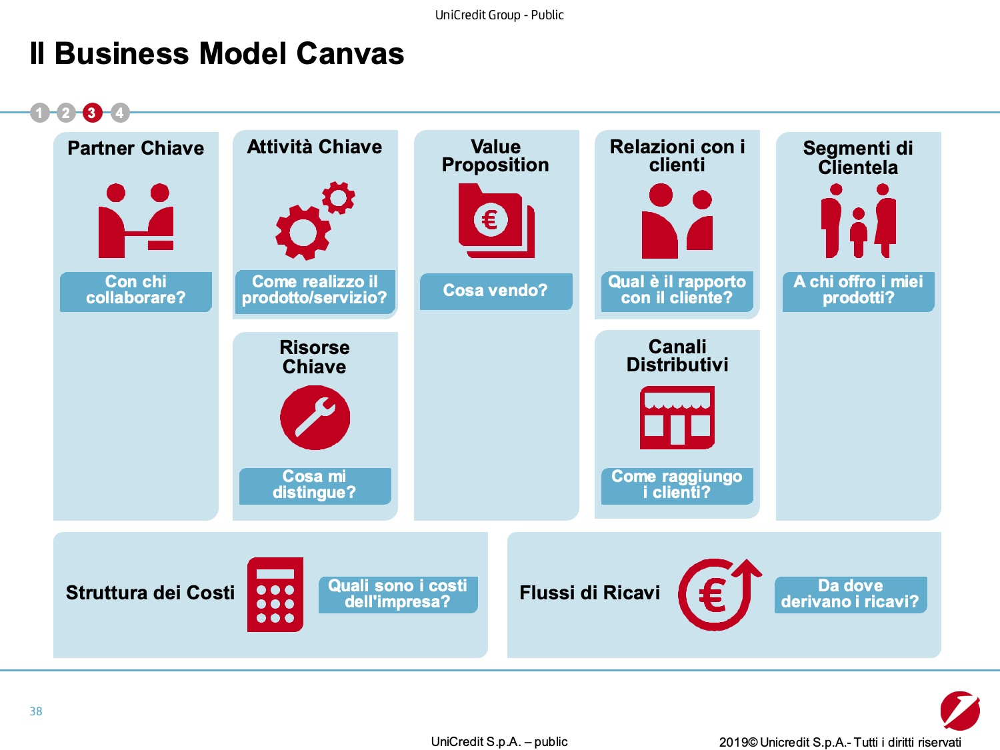 UniCredit Group - Public
Il Business Model Canvas
1 2 3 4
Partner Chiave
Con chi
collaborare?
Attività Chiave
Come realizzo il
prodotto/servizio?
Risorse
Chiave
Cosa mi
distingue?
Value
Proposition
€
Cosa vendo?
Relazioni con i
clienti
Qual è il rapporto
con il cliente?
Canali
Distributivi
Come raggiungo
i clienti?
Segmenti di
Clientela
A chi offro i miei
prodotti?
Struttura dei Costi
Quali sono i costi
dell'impresa?
Flussi di Ricavi
€
Da dove
derivano i ricavi?
38
UniCredit S.p.A. – public
2019© Unicredit S.p.A.- Tutti i diritti riservati